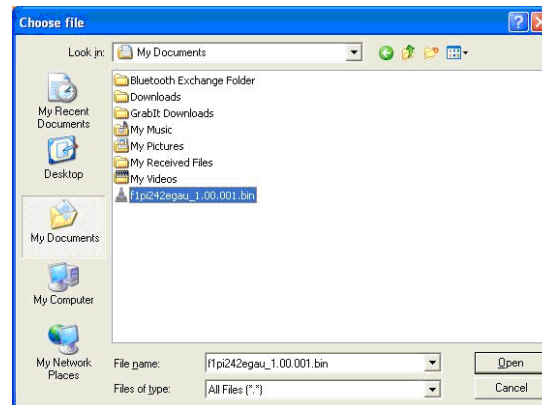 Choose file
Look in: My Documents
My Recent
Documents
Desktop
My Documents
My Computer
My Network
Places
Bluetooth Exchange Folder
Downloads
GrabIt Downloads
My Music
My Pictures
My Received Files
My Videos
f1pi242egau_1.00.001.bin
File name: f1pi242egau_1.00.001.bin Open
Files of type: All Files (*.*) Cancel